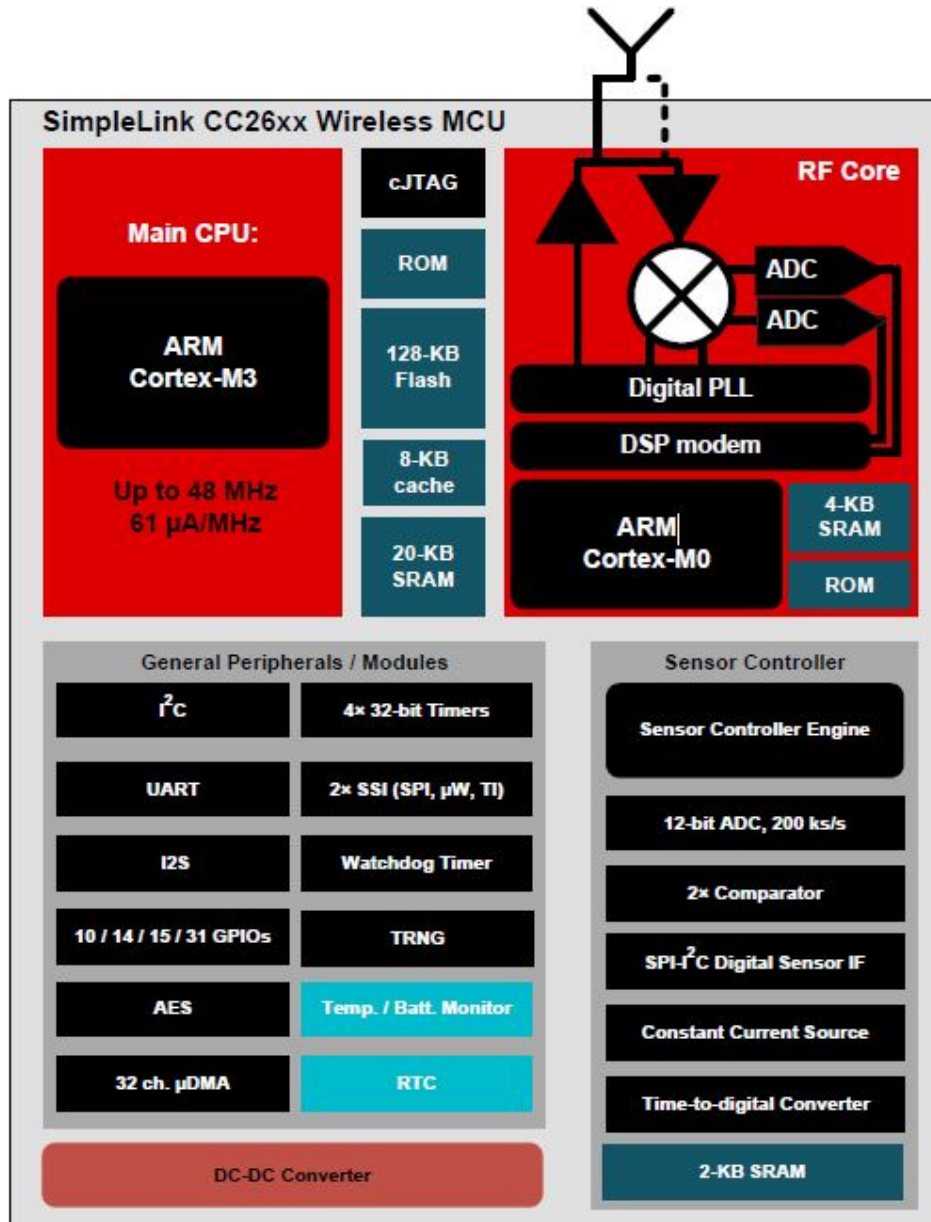 SimpleLink CC26xx Wireless MCU
Main CPU:
ARM
Cortex-M3
Up to 48 MHz
61 µA/MHz
cJTAG
ROM
128-KB
Flash
8-KB
cache
20-KB
SRAM
RF Core
ADC
ADC
Digital PLL
DSP modem
ARM
Cortex-M0
4-KB
SRAM
ROM
General Peripherals / Modules
I²C
4× 32-bit Timers
UART
2× SSI (SPI, µW, TI)
I2S
Watchdog Timer
10 / 14 / 15 / 31 GPIOs
TRNG
AES
Temp. / Batt. Monitor
32 ch. µDMA
RTC
DC-DC Converter
Sensor Controller
Sensor Controller Engine
12-bit ADC, 200 ks/s
2× Comparator
SPI-I²C Digital Sensor IF
Constant Current Source
Time-to-digital Converter
2-KB SRAM